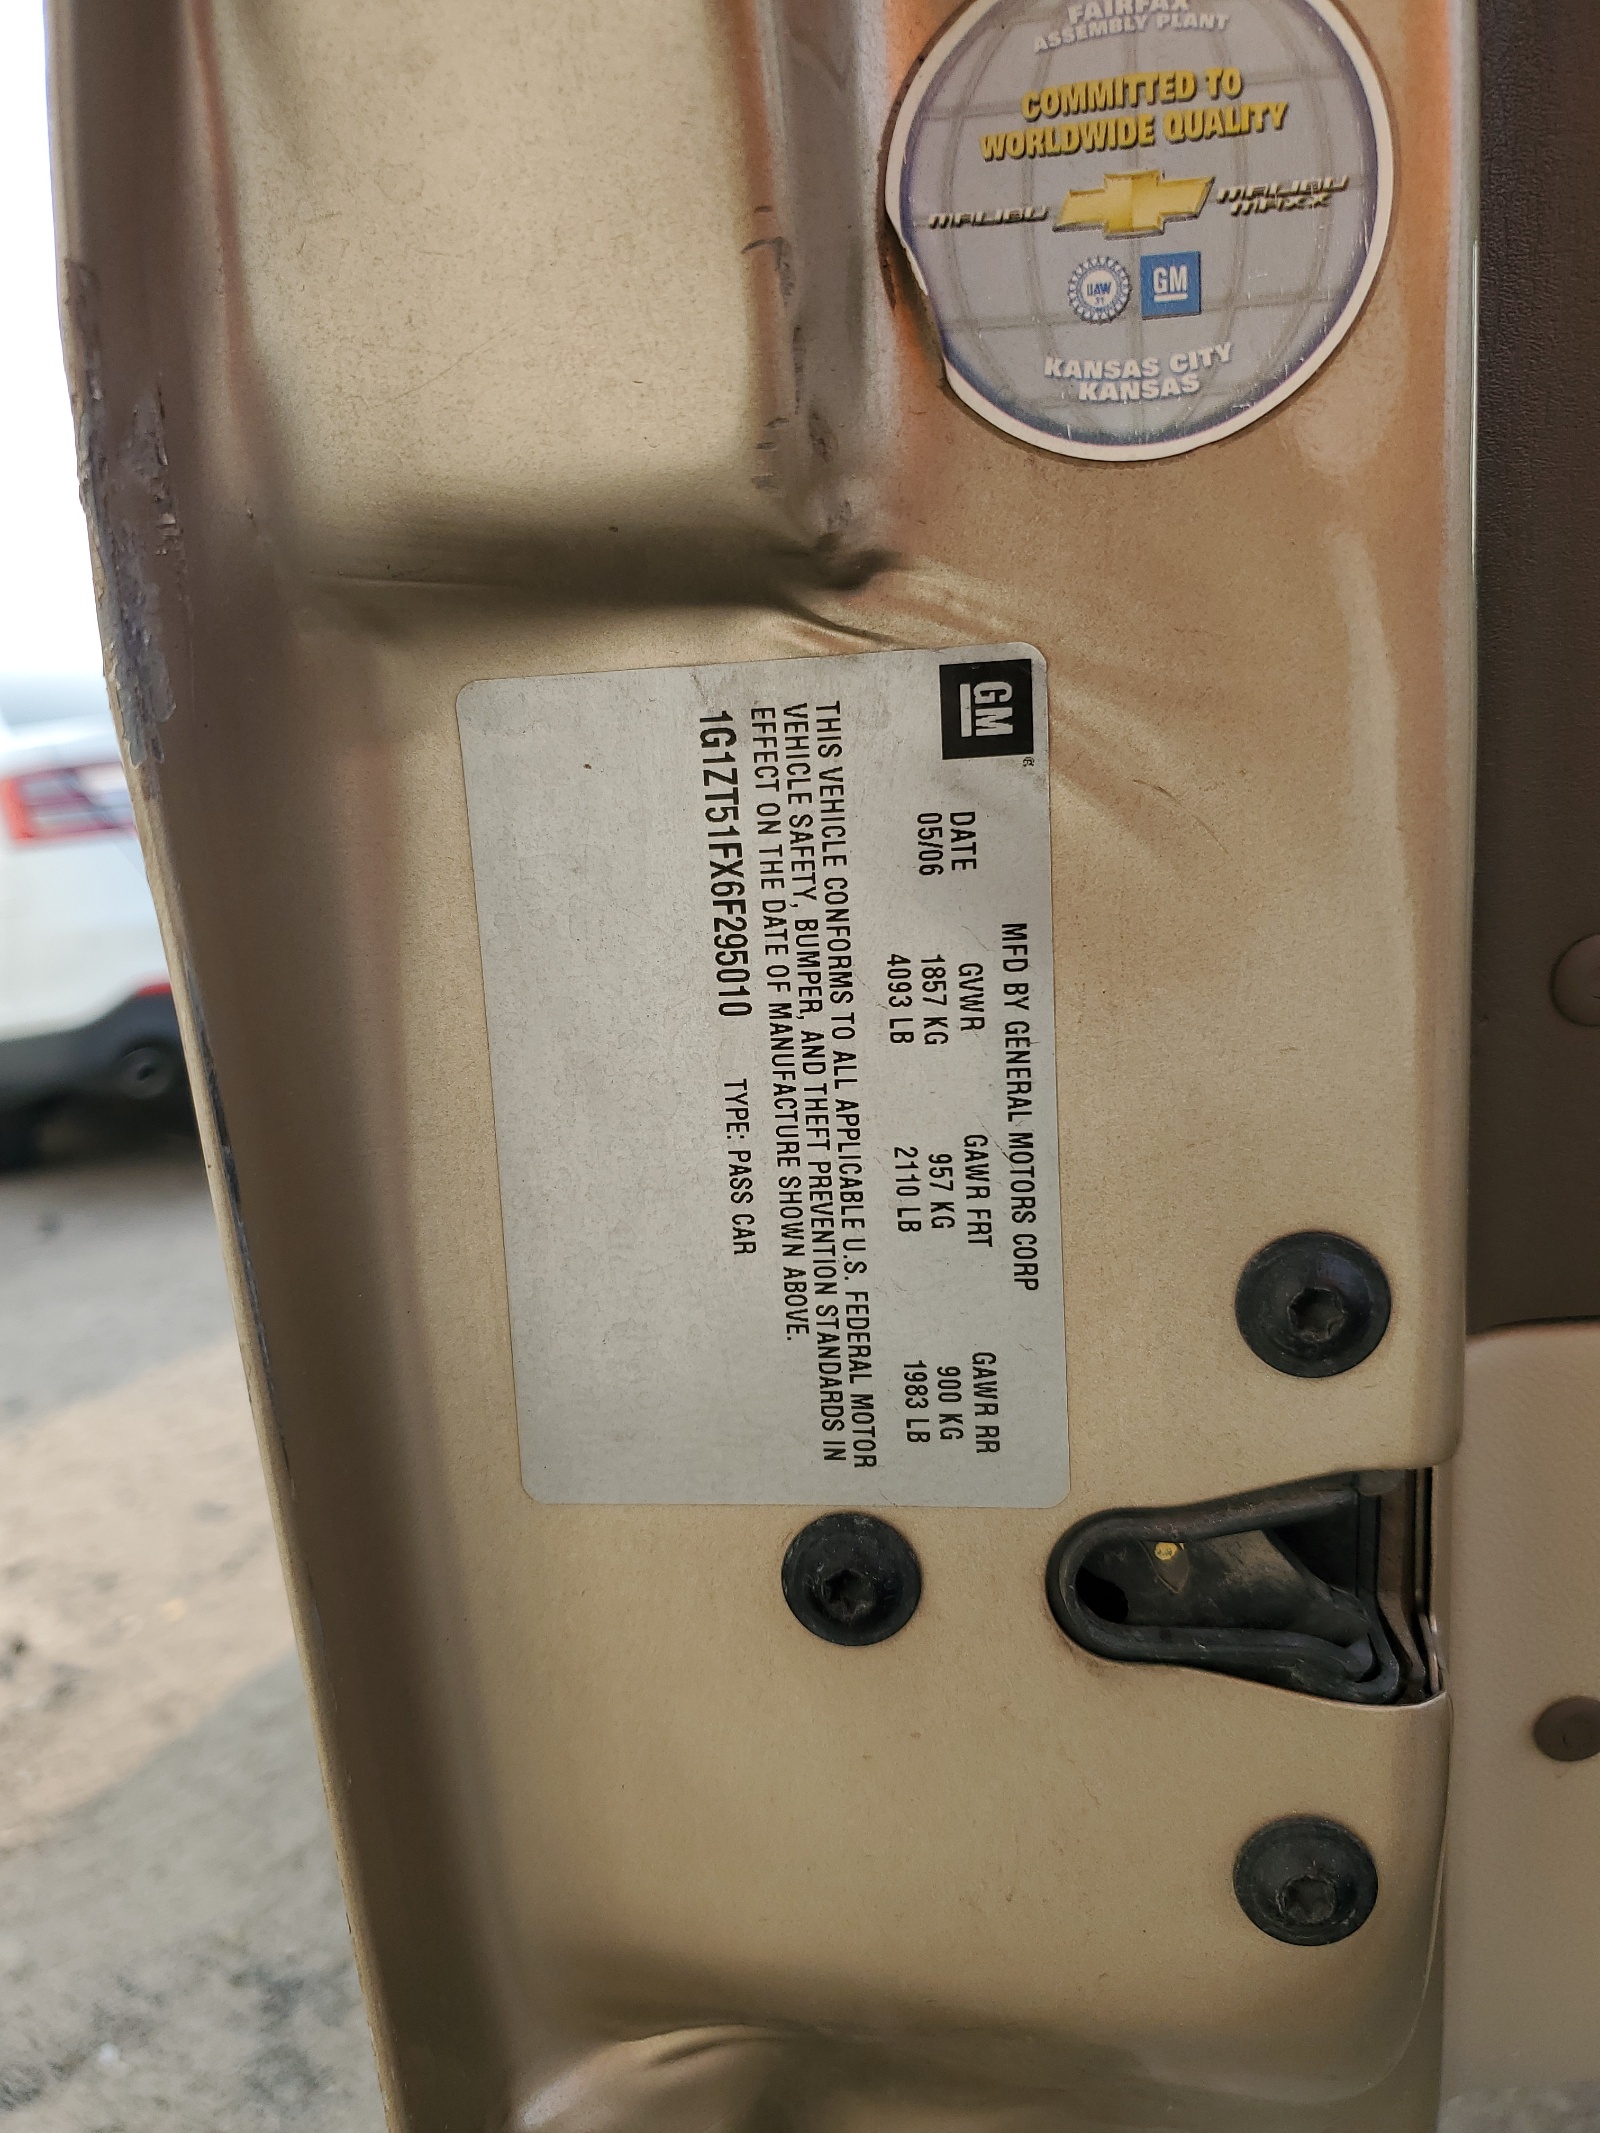 FAIRFAX
ASSEMBLY PLANT
COMMITTED TO
WORLDWIDE QUALITY
MALIBU
MALIBU
MAXX
UAW
31
GM
KANSAS CITY
KANSAS
GM®
MFD BY GENERAL MOTORS CORP
DATE GVWR GAWR FRT GAWR RR
05/06 1857 KG 957 KG 900 KG
4093 LB 2110 LB 1983 LB
THIS VEHICLE CONFORMS TO ALL APPLICABLE U.S. FEDERAL MOTOR
VEHICLE SAFETY, BUMPER, AND THEFT PREVENTION STANDARDS IN
EFFECT ON THE DATE OF MANUFACTURE SHOWN ABOVE.
1G1ZT51FX6F295010 TYPE: PASS CAR